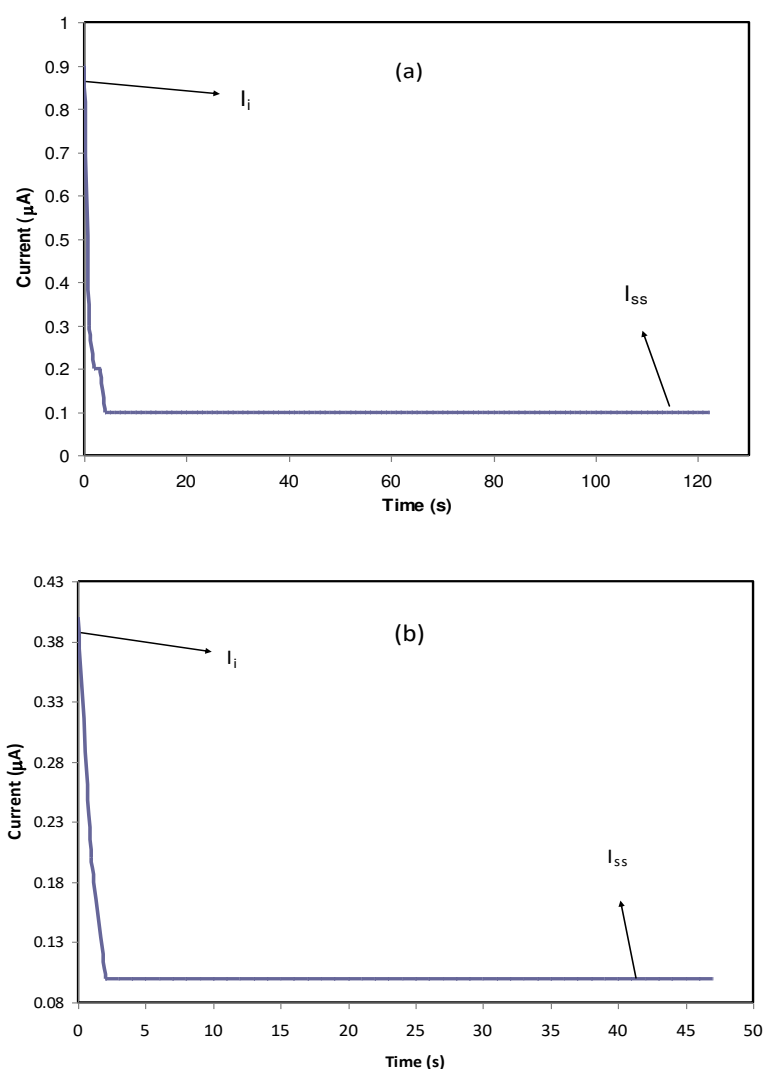 1
0.9
(a)
Iᵢ
0.8
0.7
0.6
Current (µA)
0.5
0.4
Iₛₛ
0.3
0.2
0.1
0
0 20 40 60 80 100 120
Time (s)
0.43
(b)
0.38
Iᵢ
0.33
0.28
Current (µA)
0.23
Iₛₛ
0.18
0.13
0.08
0 5 10 15 20 25 30 35 40 45 50
Time (s)